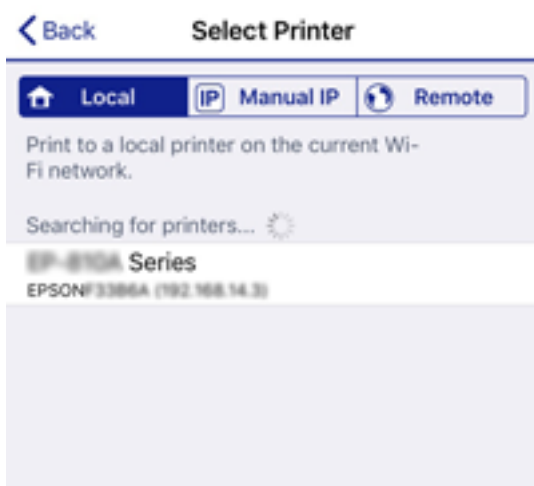 Back
Select Printer
Local
IP Manual IP
Remote
Print to a local printer on the current Wi-
Fi network.
Searching for printers...
Series
EPSON